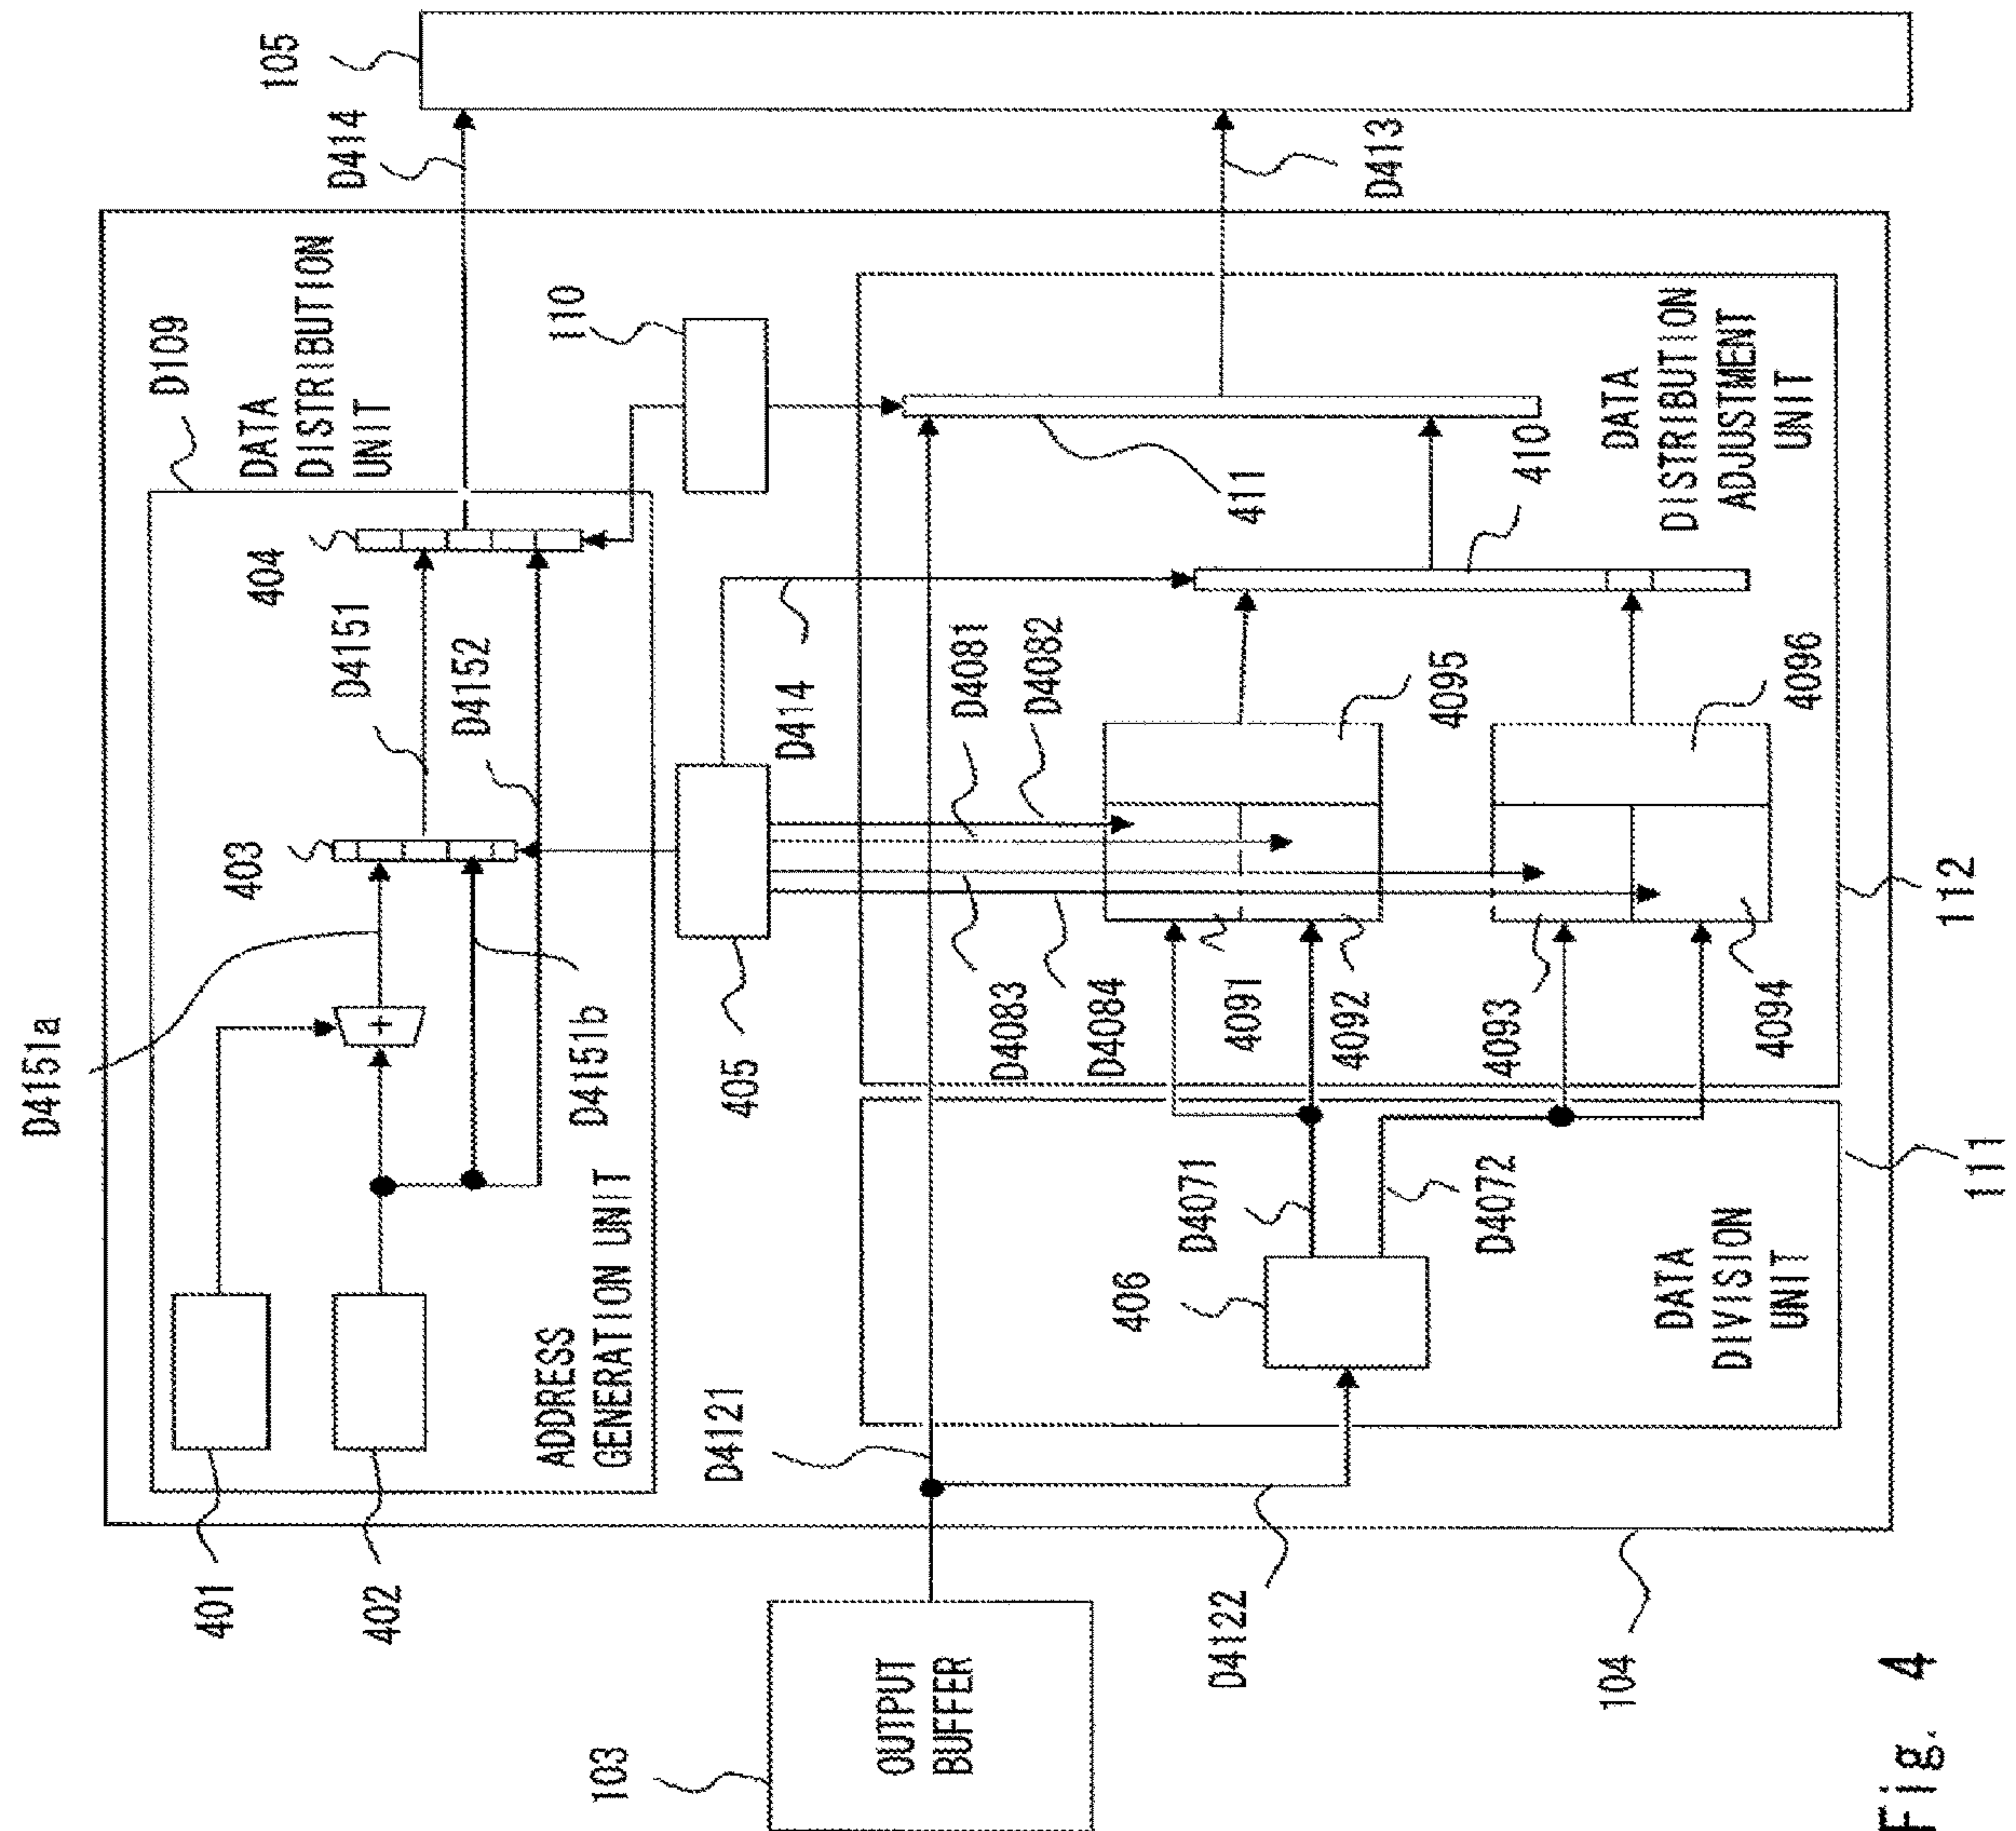 105
D414
D413
D109
DATA
DISTRIBUTION
UNIT
110
404
D4151
D4152
403
D4151a
D4151b
401
402
ADDRESS
GENERATION UNIT
405
D414
D4081
D4082
D4083
D4084
411
410
DATA
DISTRIBUTION
ADJUSTMENT
UNIT
4095
4096
4091
4092
4093
4094
112
111
D4071
D4072
406
DATA
DIVISION
UNIT
D4121
D4122
103
OUTPUT
BUFFER
104
Fig. 4